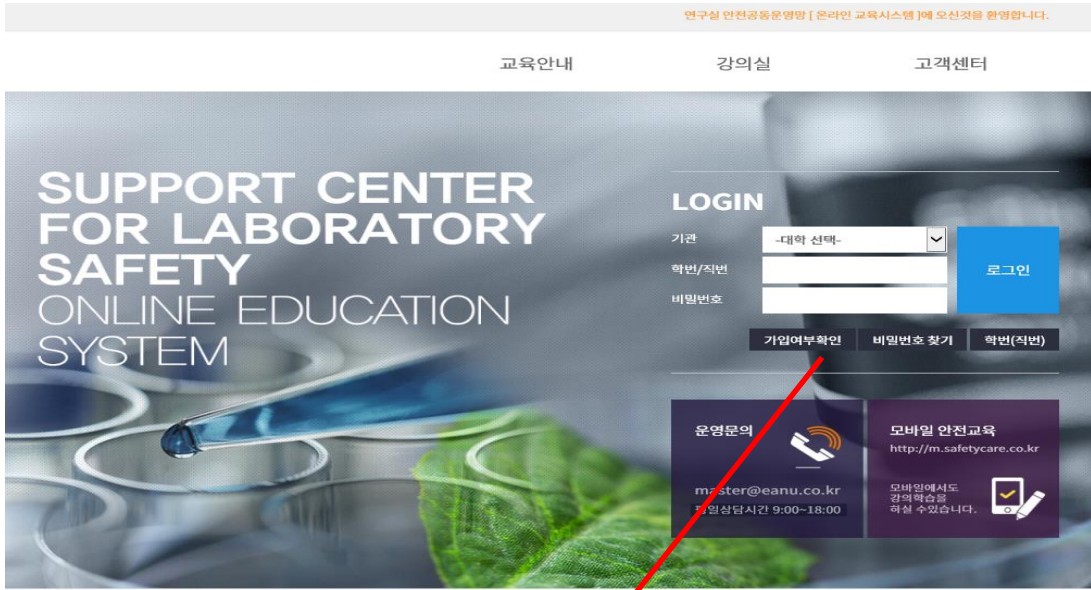 연구실 안전공동운영망 [ 온라인 교육시스템 ]에 오신것을 환영합니다.
교육안내 강의실 고객센터
SUPPORT CENTER
FOR LABORATORY
SAFETY
ONLINE EDUCATION
SYSTEM
LOGIN
기관 -대학 선택-
학번/직번
비밀번호
로그인
가입여부확인 비밀번호 찾기 학번(직번)
운영문의
master@eanu.co.kr
평일상담시간 9:00~18:00
모바일 안전교육
http://m.safetycare.co.kr
모바일에서도
강의학습을
하실 수있습니다.